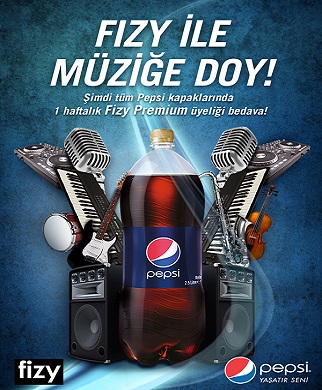 FIZY İLE
MÜZİĞE DOY!
Şimdi tüm Pepsi kapaklarında
1 haftalık Fizy Premium üyeliği bedava!
pepsi
fizy
pepsi
YAŞATIR SENİ